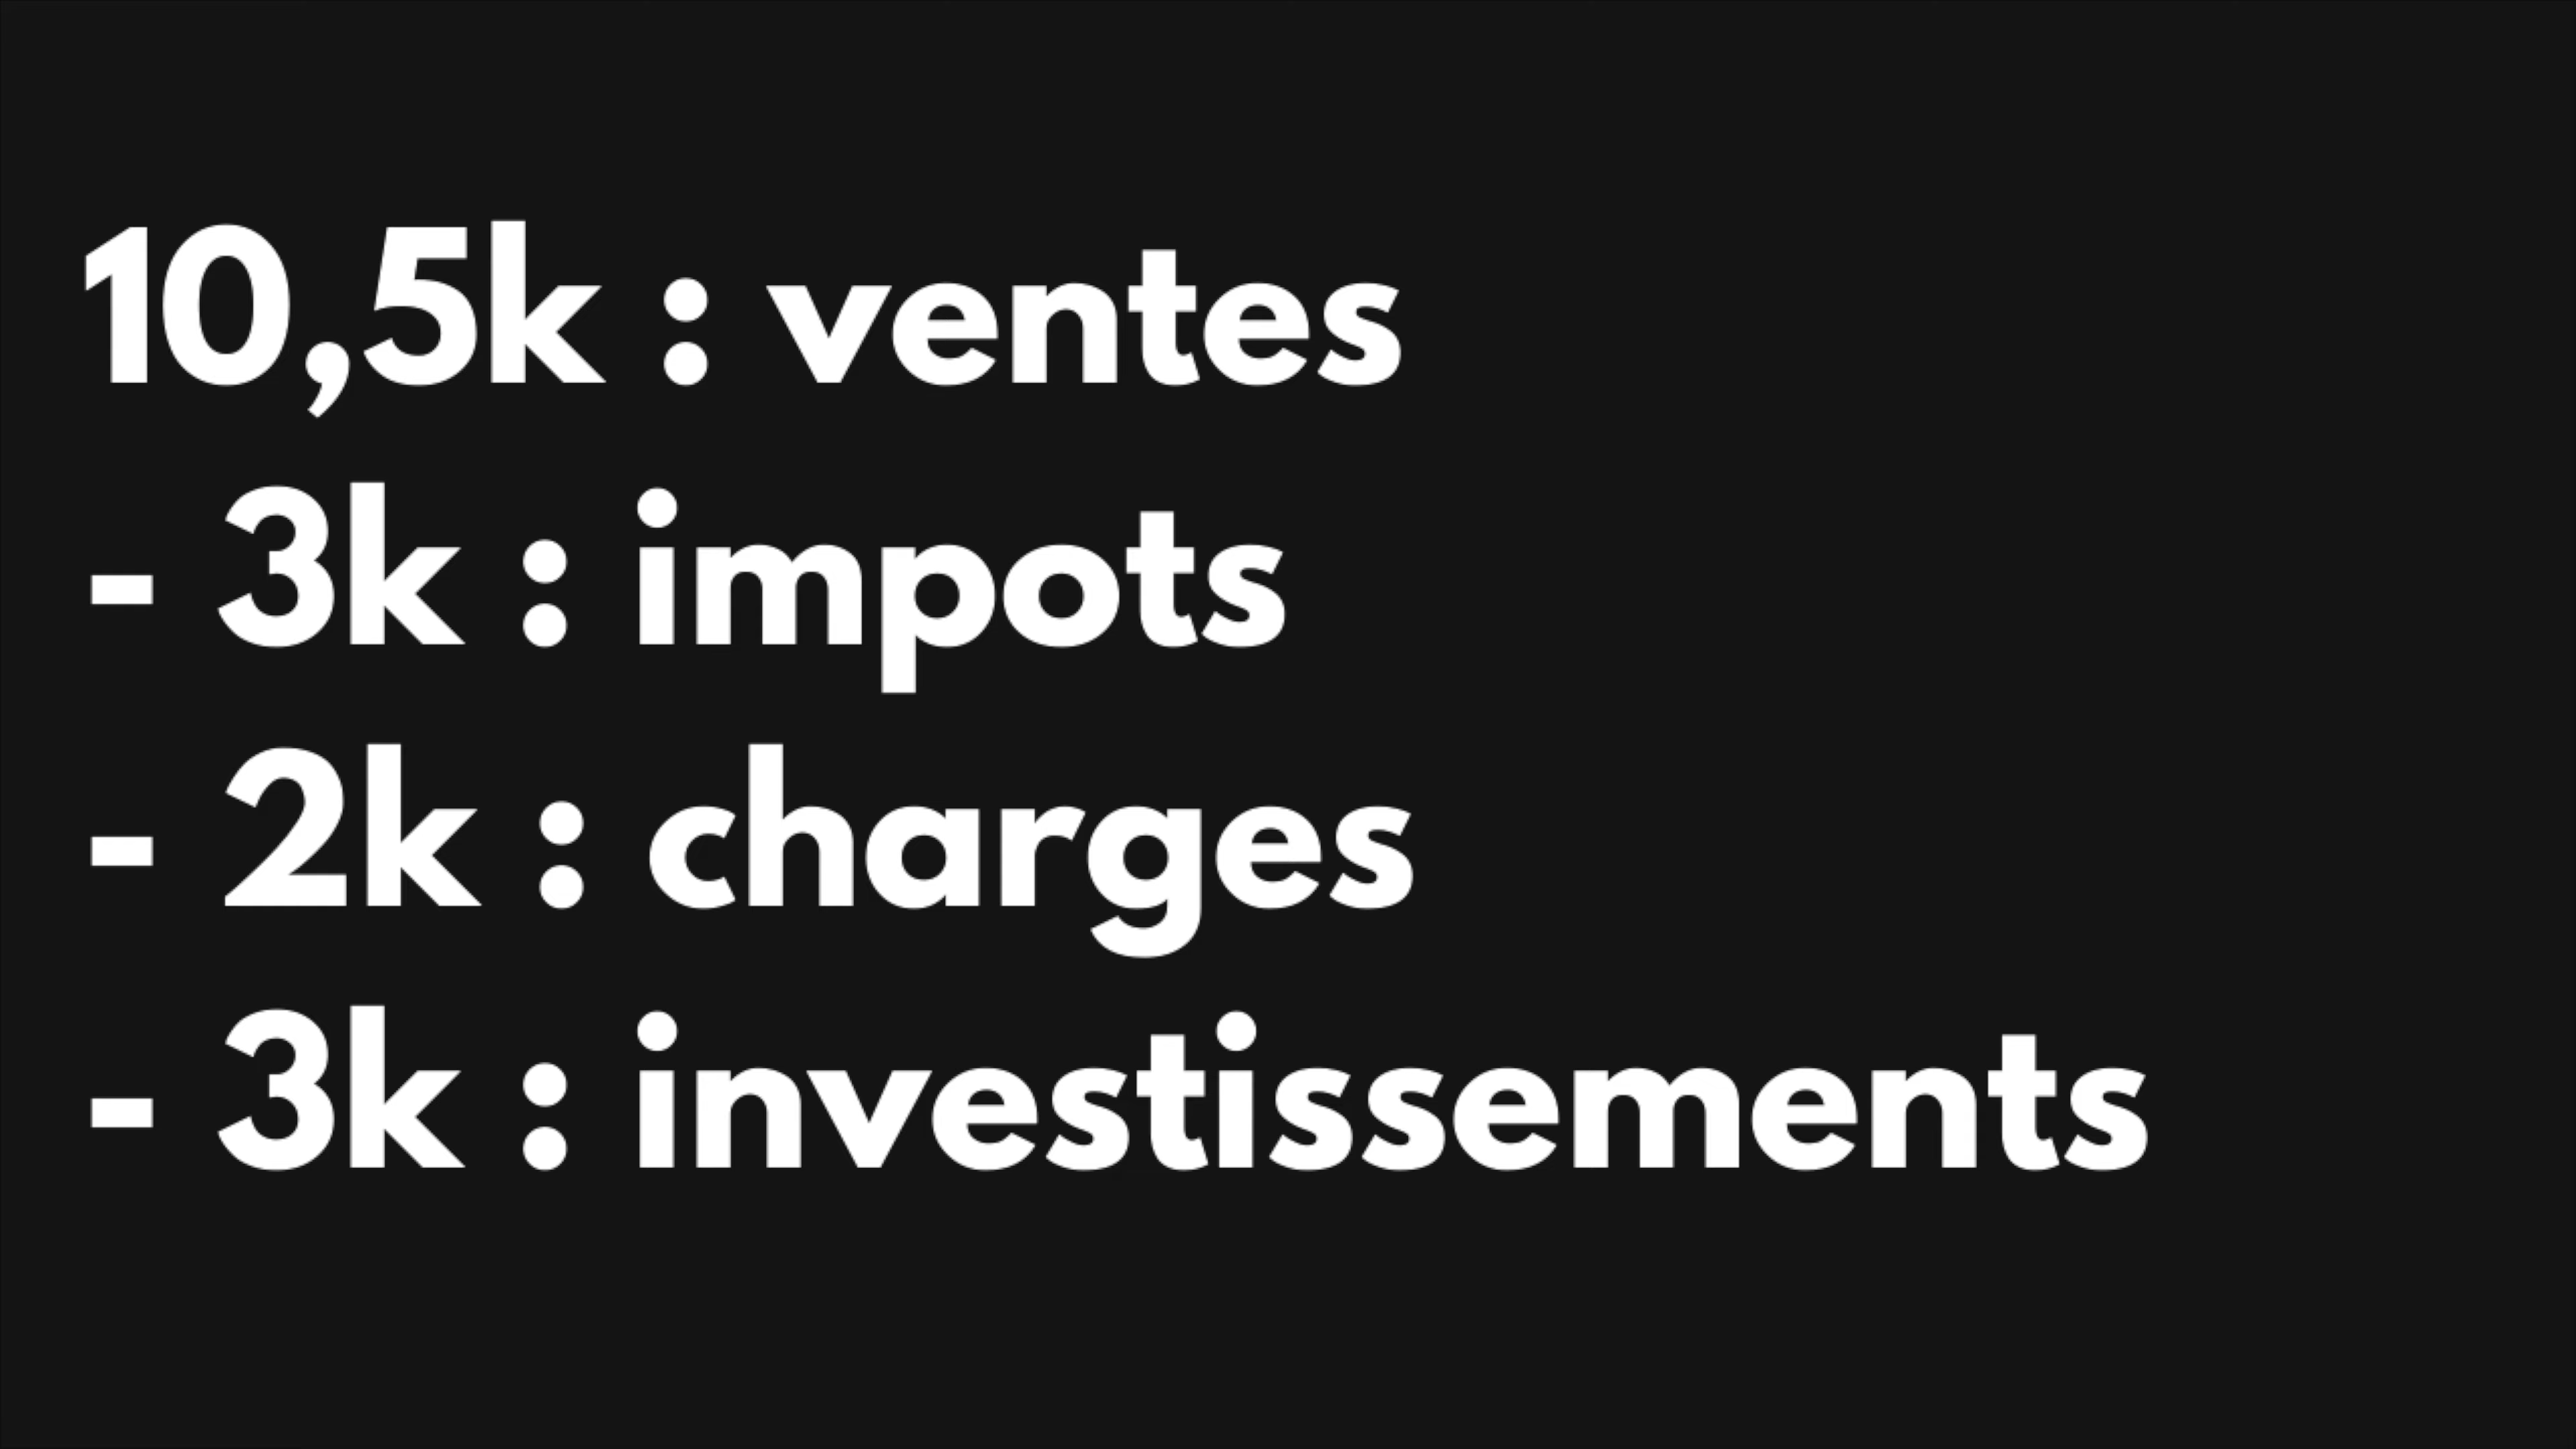 10,5k : ventes
- 3k : impots
- 2k : charges
- 3k : investissements